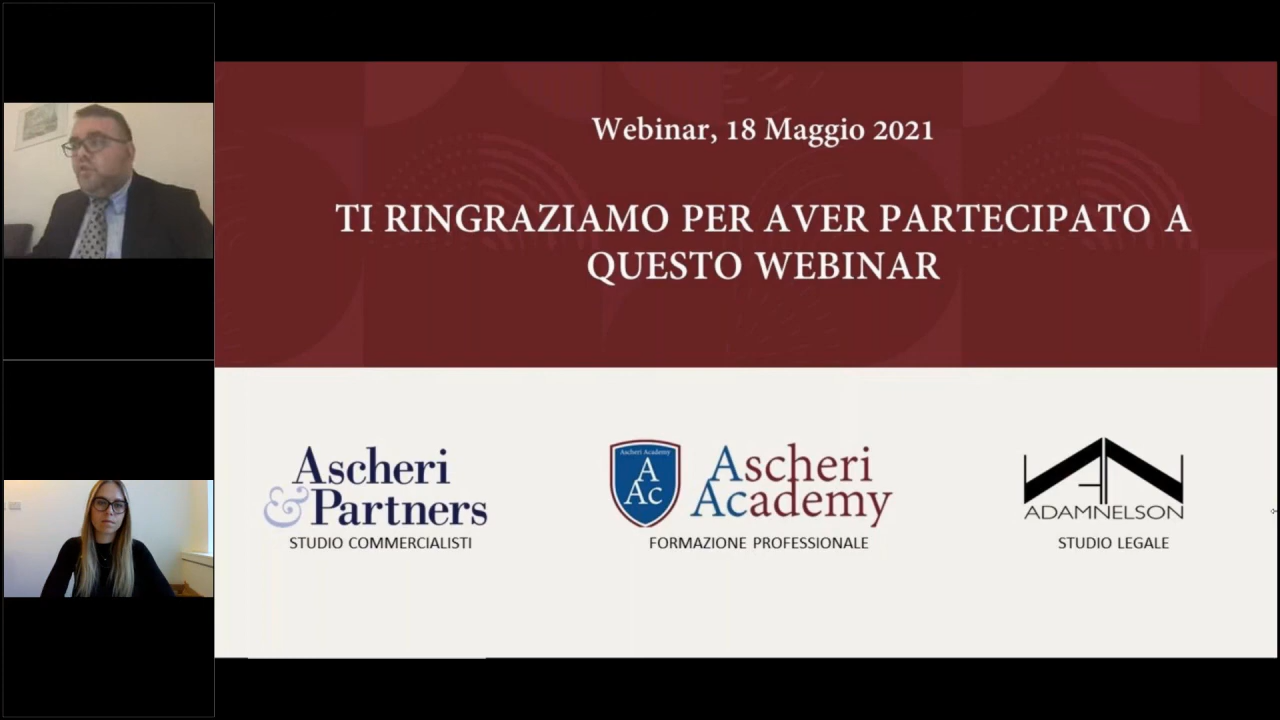 Webinar, 18 Maggio 2021
TI RINGRAZIAMO PER AVER PARTECIPATO A
QUESTO WEBINAR
Ascheri
& Partners
STUDIO COMMERCIALISTI
Ascheri Academy
A
Ac
Ascheri
Academy
FORMAZIONE PROFESSIONALE
ADAMNELSON
STUDIO LEGALE